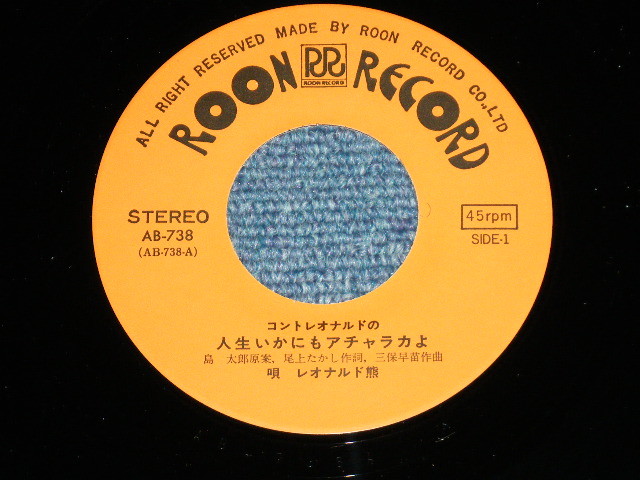 ALL RIGHT RESERVED MADE BY ROON RECORD CO.,LTD
ROON RECORD
ROON RECORD
STEREO
AB-738
(AB-738-A)
45rpm
SIDE-1
コントレオナルドの
人生いかにもアチャラカよ
島 太郎原案，尾上たかし作詞，三保早苗作曲
唄 レオナルド熊